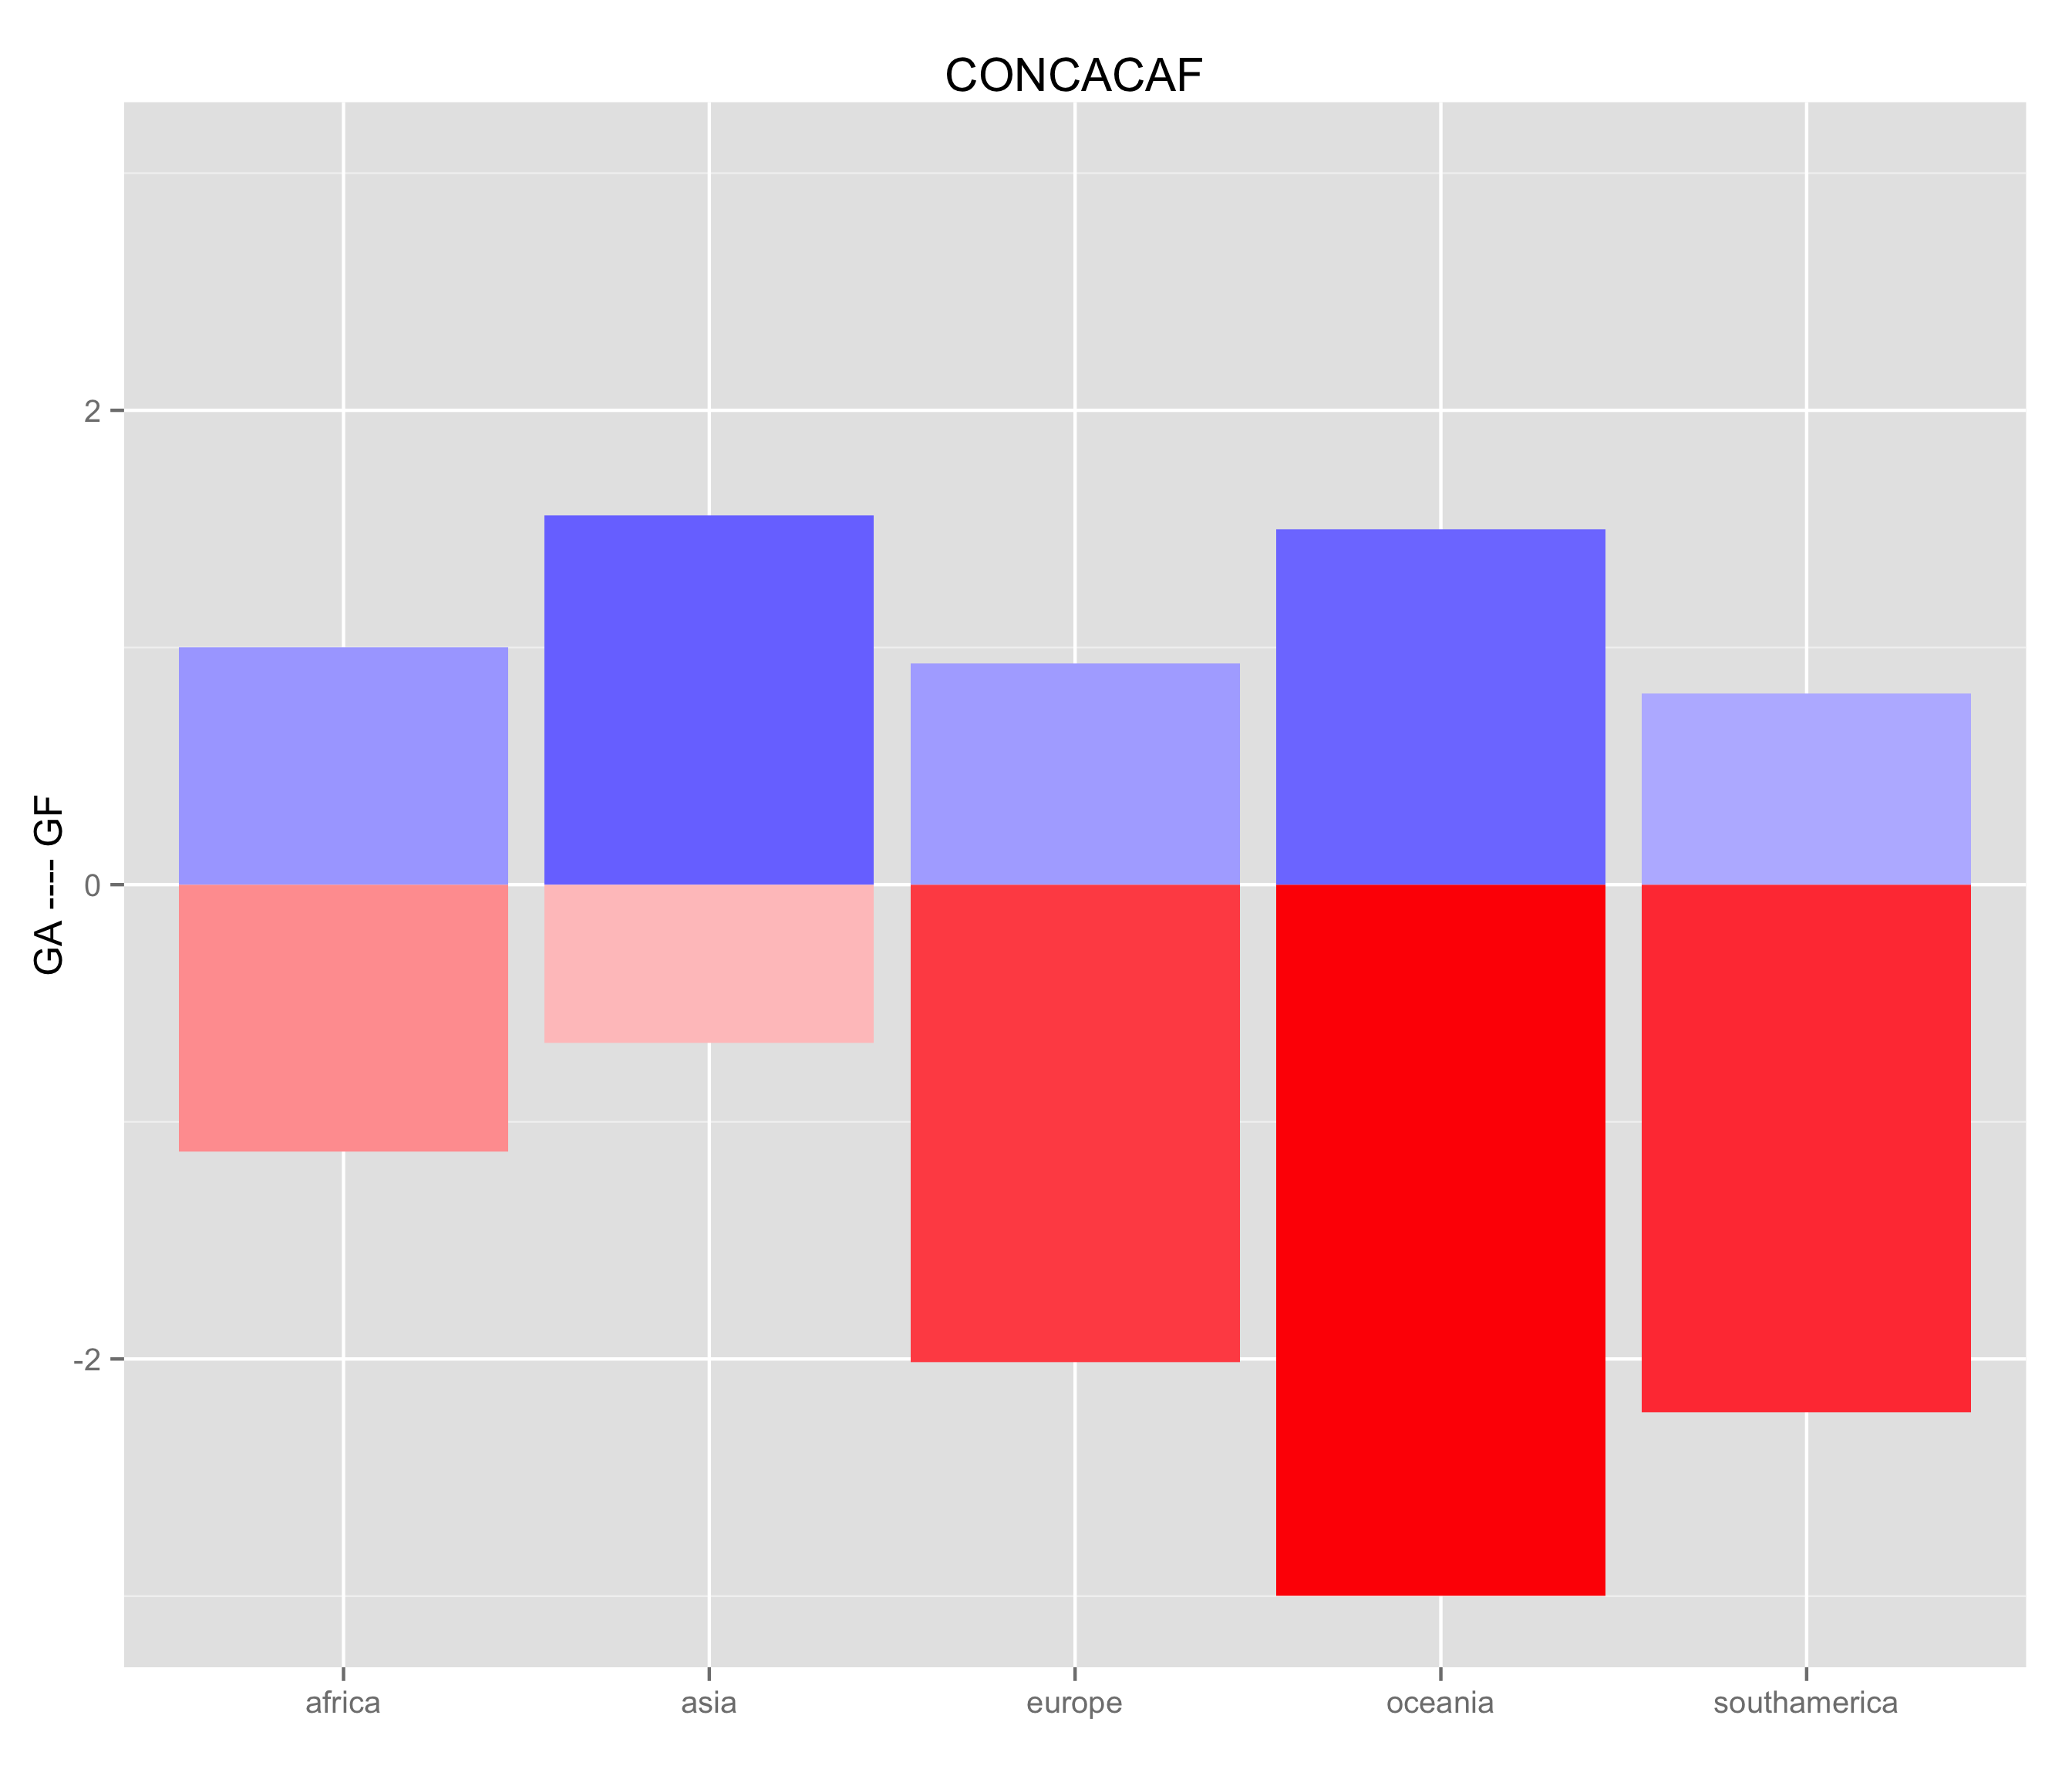 CONCACAF
GA ---- GF
2
0
-2
africa
asia
europe
oceania
southamerica